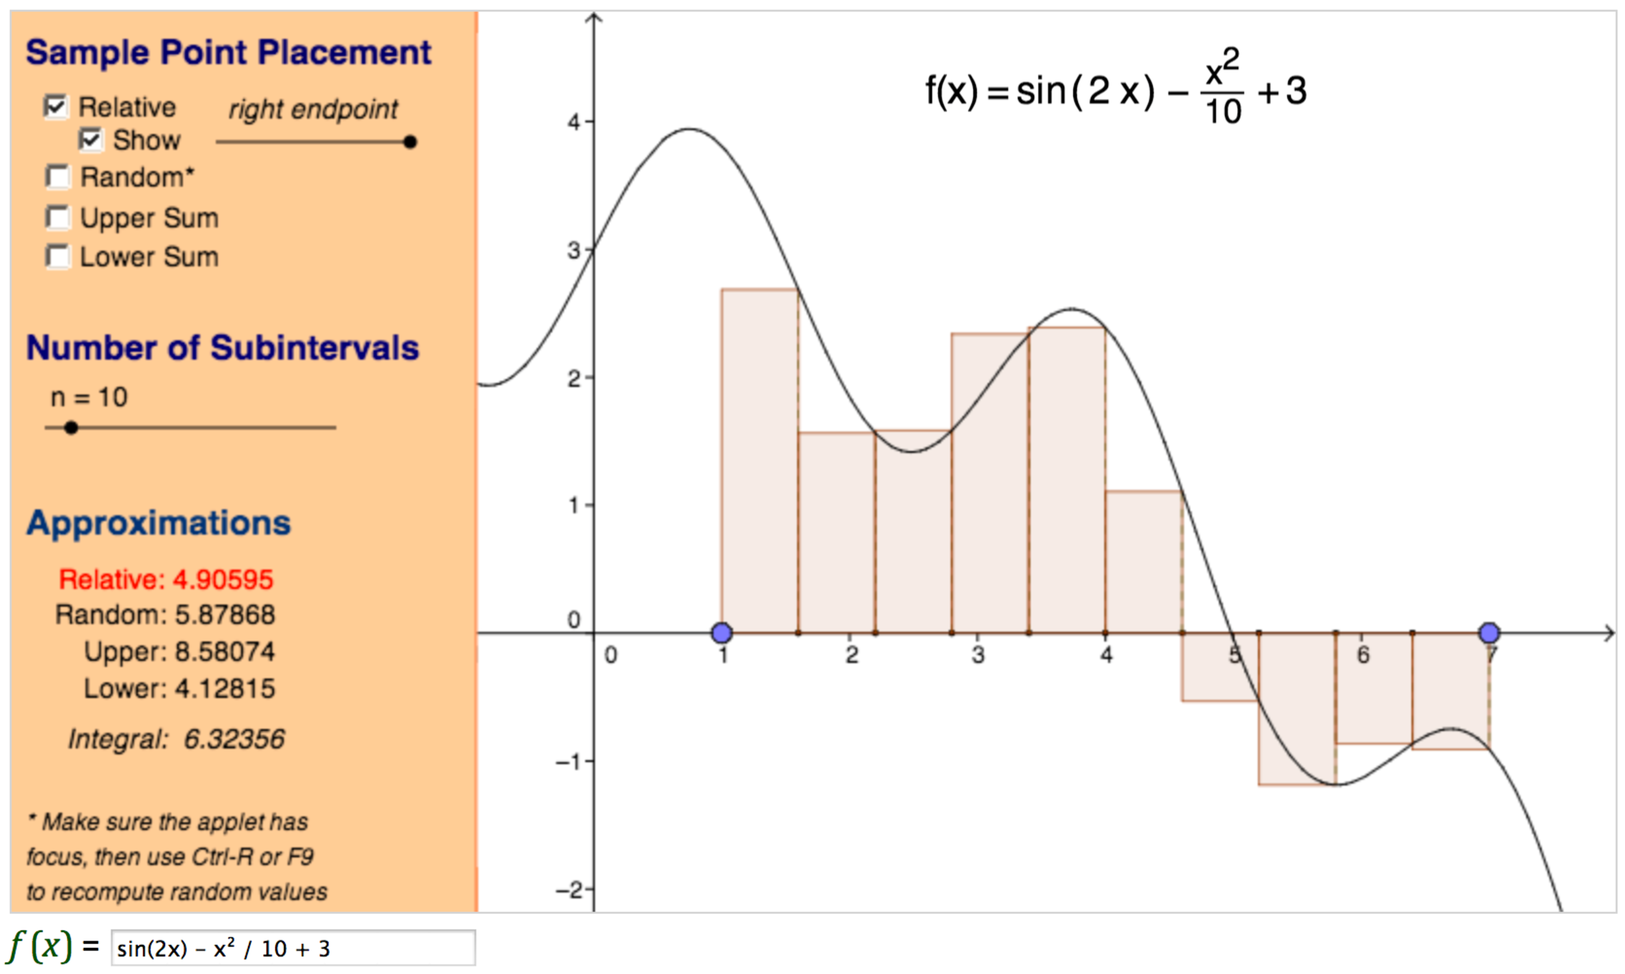 Sample Point Placement
Relative
right endpoint
Show
Random*
Upper Sum
Lower Sum
Number of Subintervals
n = 10
Approximations
Relative: 4.90595
Random: 5.87868
Upper: 8.58074
Lower: 4.12815
Integral: 6.32356
* Make sure the applet has
focus, then use Ctrl-R or F9
to recompute random values
f(x) = sin(2 x) − x²/10 + 3
4
3
2
1
0
−1
−2
0 1 2 3 4 5 6 7
f(x) = sin(2x) − x² / 10 + 3